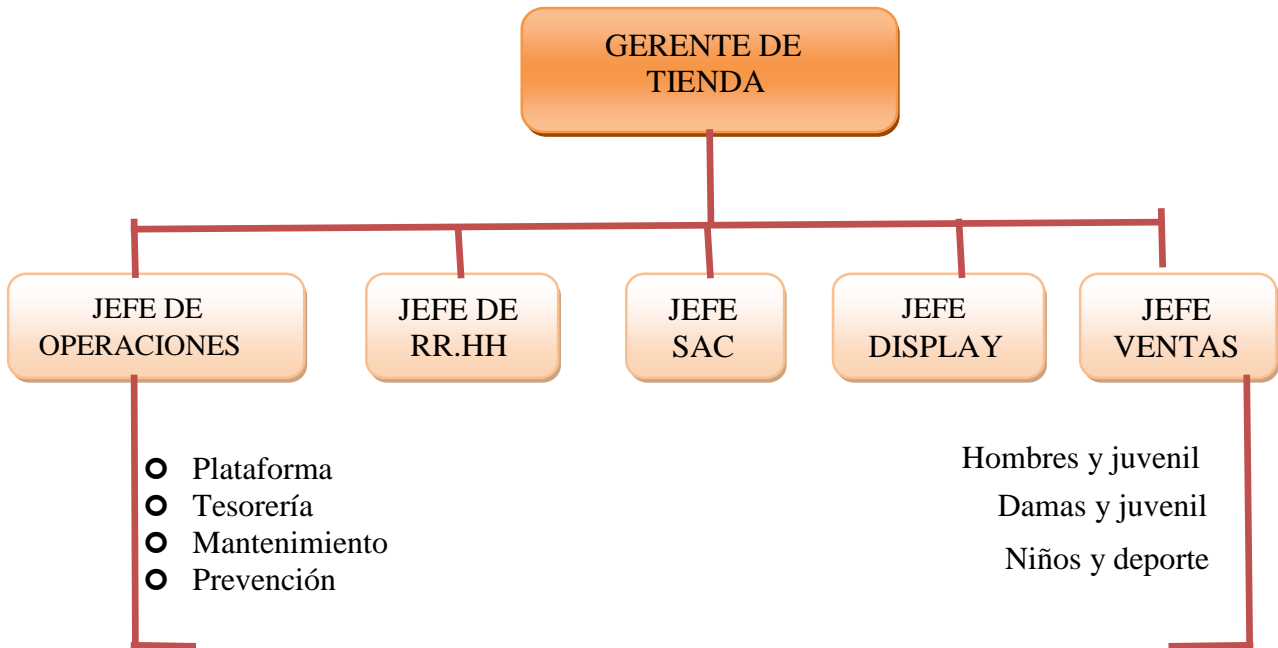 GERENTE DE
TIENDA
JEFE DE
OPERACIONES
JEFE DE
RR.HH
JEFE
SAC
JEFE
DISPLAY
JEFE
VENTAS
Plataforma
Tesorería
Mantenimiento
Prevención
Hombres y juvenil
Damas y juvenil
Niños y deporte